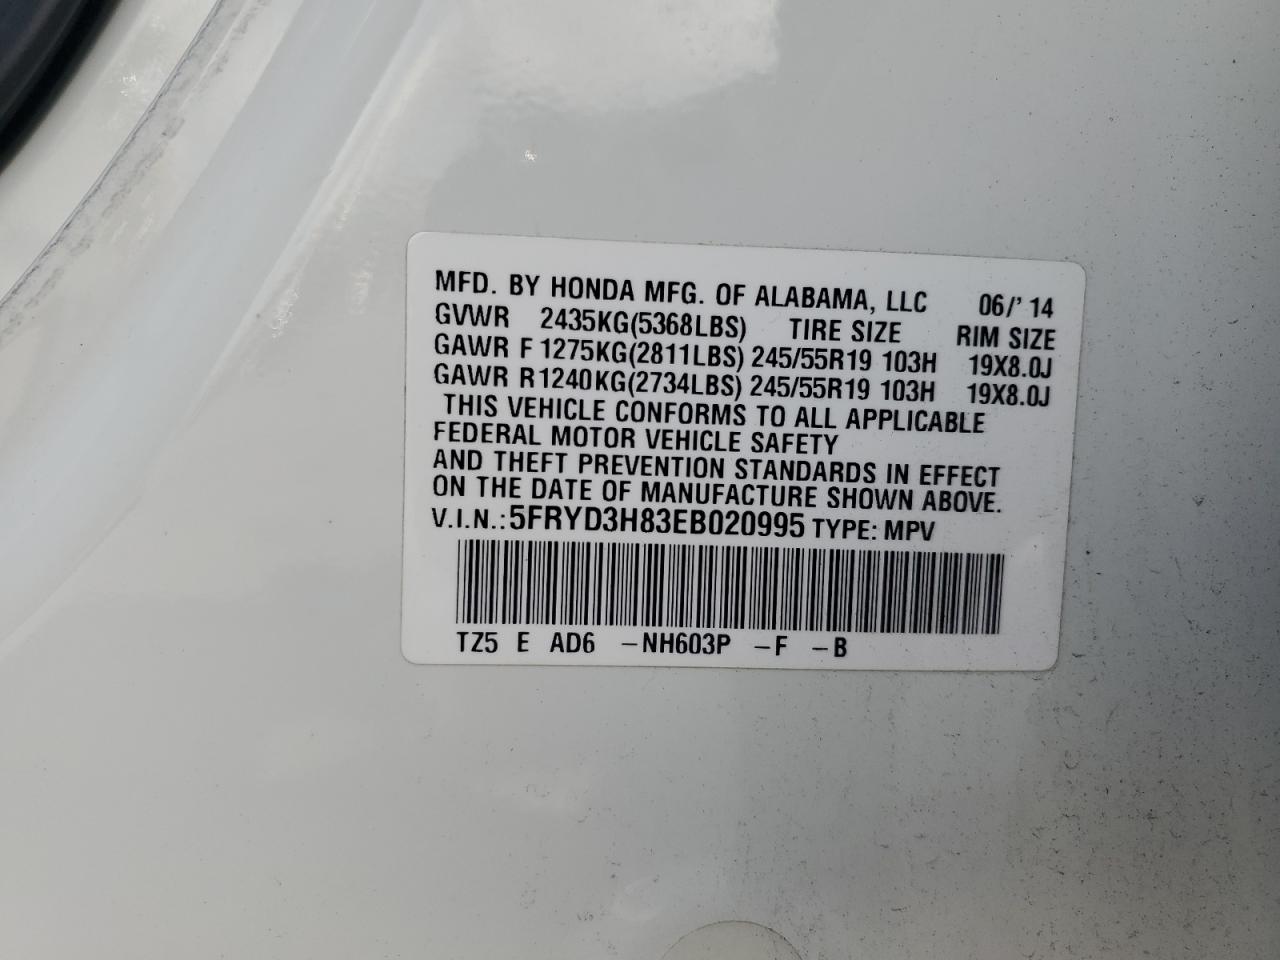 MFD. BY HONDA MFG. OF ALABAMA, LLC 06/' 14
GVWR 2435KG(5368LBS) TIRE SIZE RIM SIZE
GAWR F 1275KG(2811LBS) 245/55R19 103H 19X8.0J
GAWR R 1240KG(2734LBS) 245/55R19 103H 19X8.0J
THIS VEHICLE CONFORMS TO ALL APPLICABLE
FEDERAL MOTOR VEHICLE SAFETY
AND THEFT PREVENTION STANDARDS IN EFFECT
ON THE DATE OF MANUFACTURE SHOWN ABOVE.
V.I.N.: 5FRYD3H83EB020995 TYPE: MPV
TZ5 E AD6 –NH603P –F –B